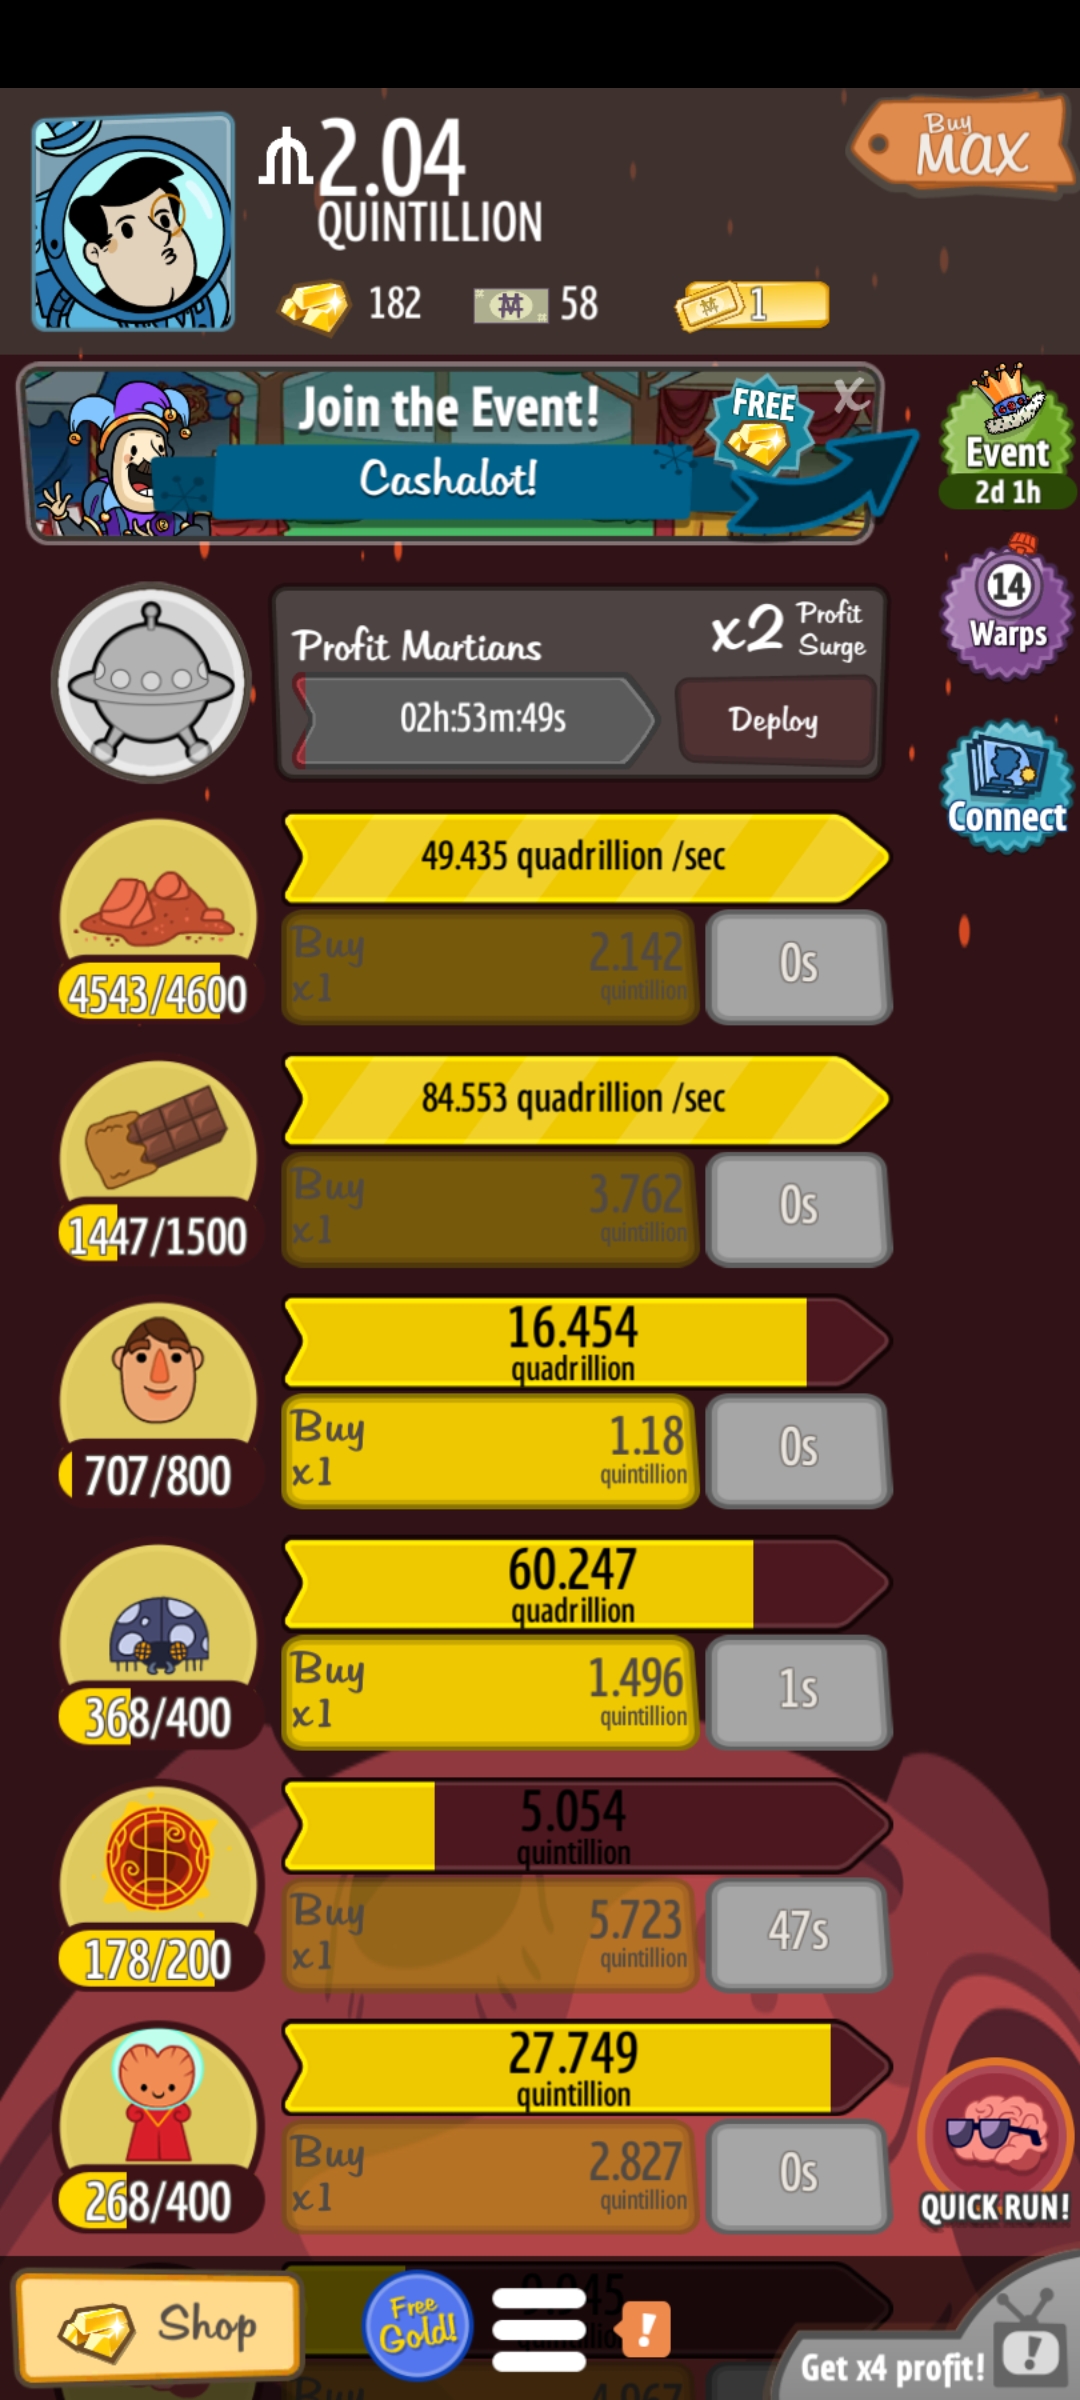 2.04
QUINTILLION
Buy
MAX
182
58
1
Join the Event!
FREE
X
Cashalot!
Event
2d 1h
Profit Martians
x2
Profit
Surge
02h:53m:49s
Deploy
14
Warps
Connect
49.435 quadrillion /sec
4543/4600
Buy
x1
2.142
quintillion
0s
84.553 quadrillion /sec
1447/1500
Buy
x1
3.762
quintillion
0s
16.454
quadrillion
707/800
Buy
x1
1.18
quintillion
0s
60.247
quadrillion
368/400
Buy
x1
1.496
quintillion
1s
5.054
quintillion
178/200
Buy
x1
5.723
quintillion
47s
27.749
quintillion
268/400
Buy
x1
2.827
quintillion
0s
QUICK RUN!
Shop
Free
Gold!
!
Get x4 profit!
!
Buy
4.967